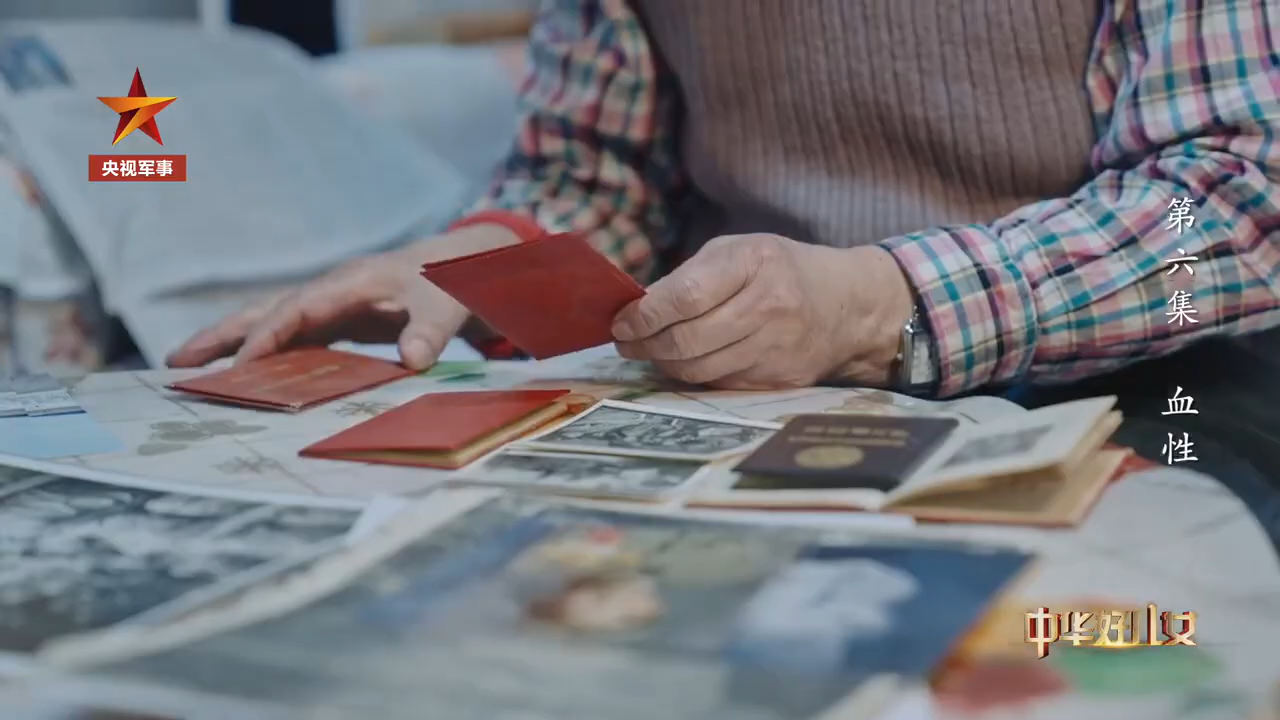 央视军事
第六集 血性
中华好儿女